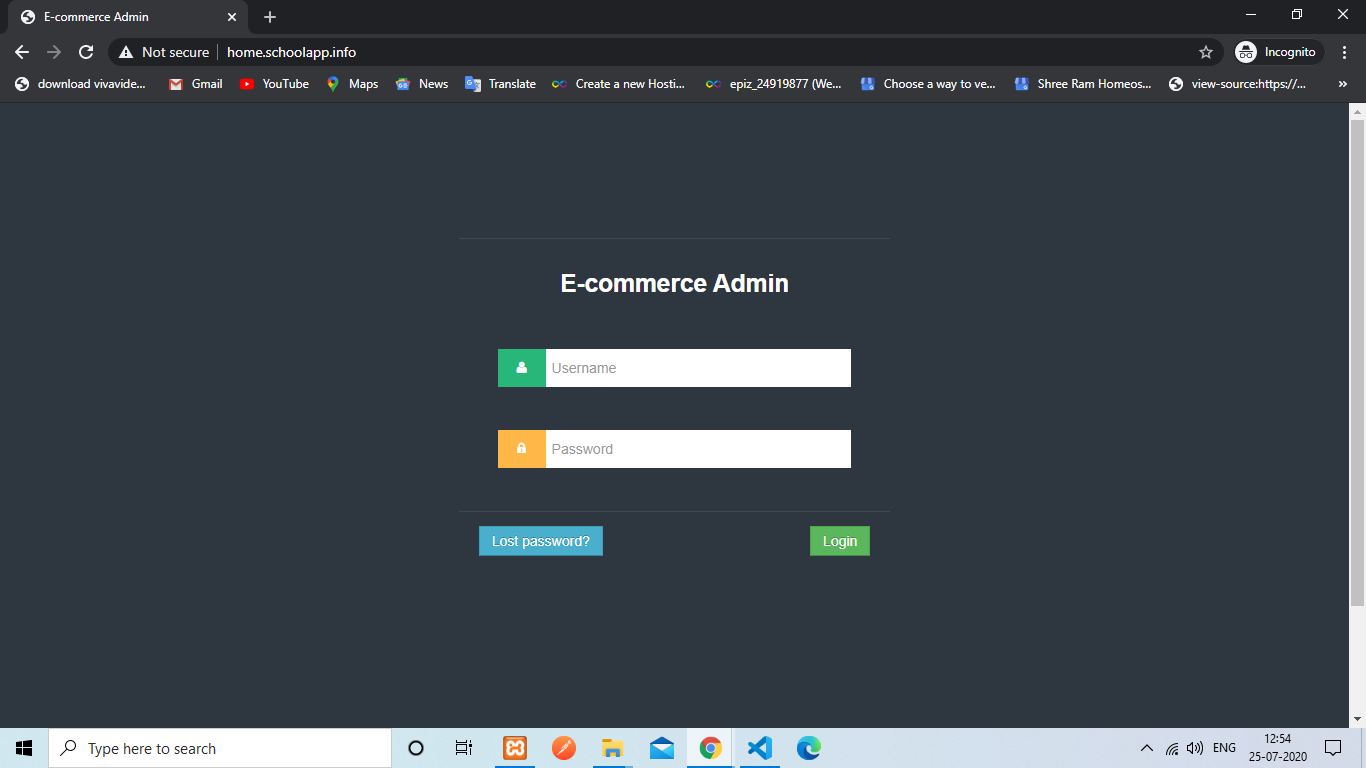 E-commerce Admin
Not secure
home.schoolapp.info
Incognito
download vivavide...
Gmail
YouTube
Maps
News
Translate
Create a new Hosti...
epiz_24919877 (We...
Choose a way to ve...
Shree Ram Homeos...
view-source:https://...
»
E-commerce Admin
Username
Password
Lost password?
Login
Type here to search
ENG
12:54
25-07-2020